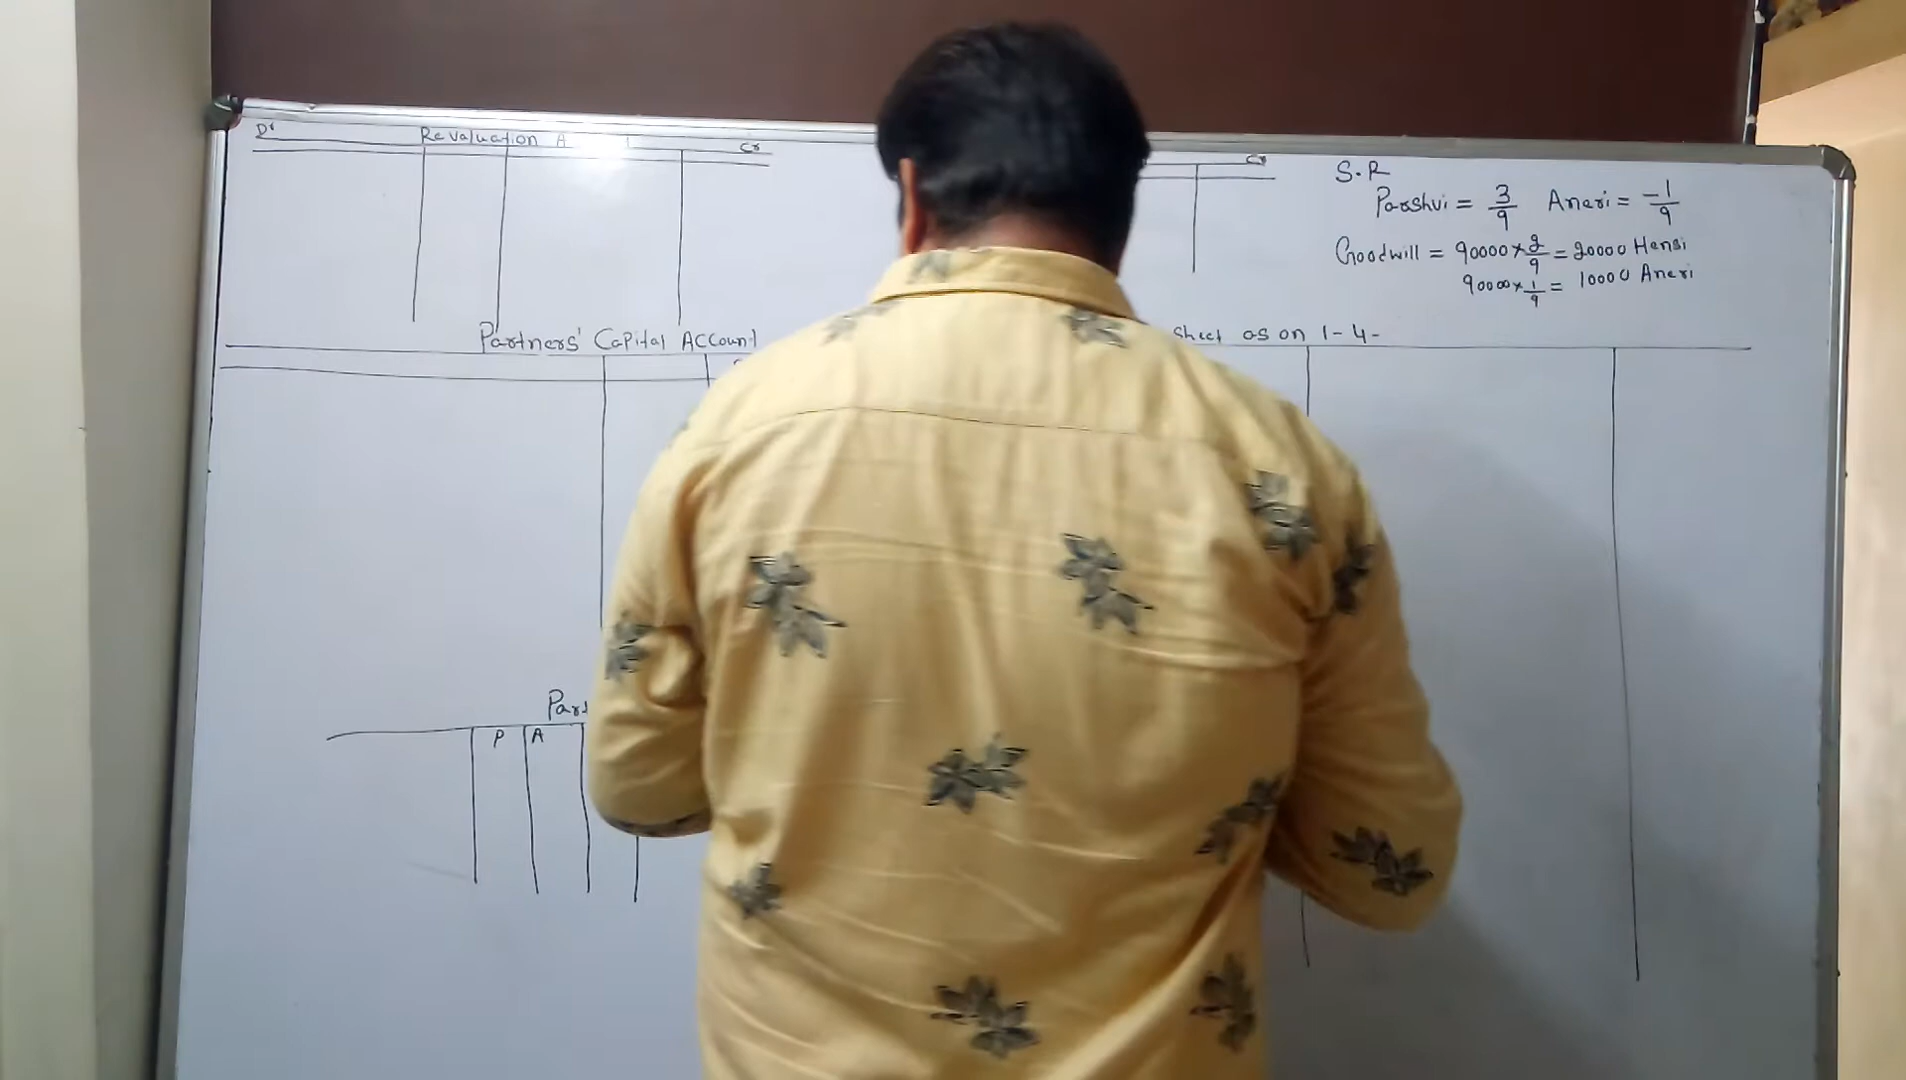 Dr Revaluation A Cr
Cr
S.R
Parshvi = 3/9 Aneri = -1/9
Goodwill = 90000 x 2/9 = 20000 Hensi
90000 x 1/9 = 10000 Aneri
Partners' Capital Account
Sheet as on 1-4-
Pars
P A